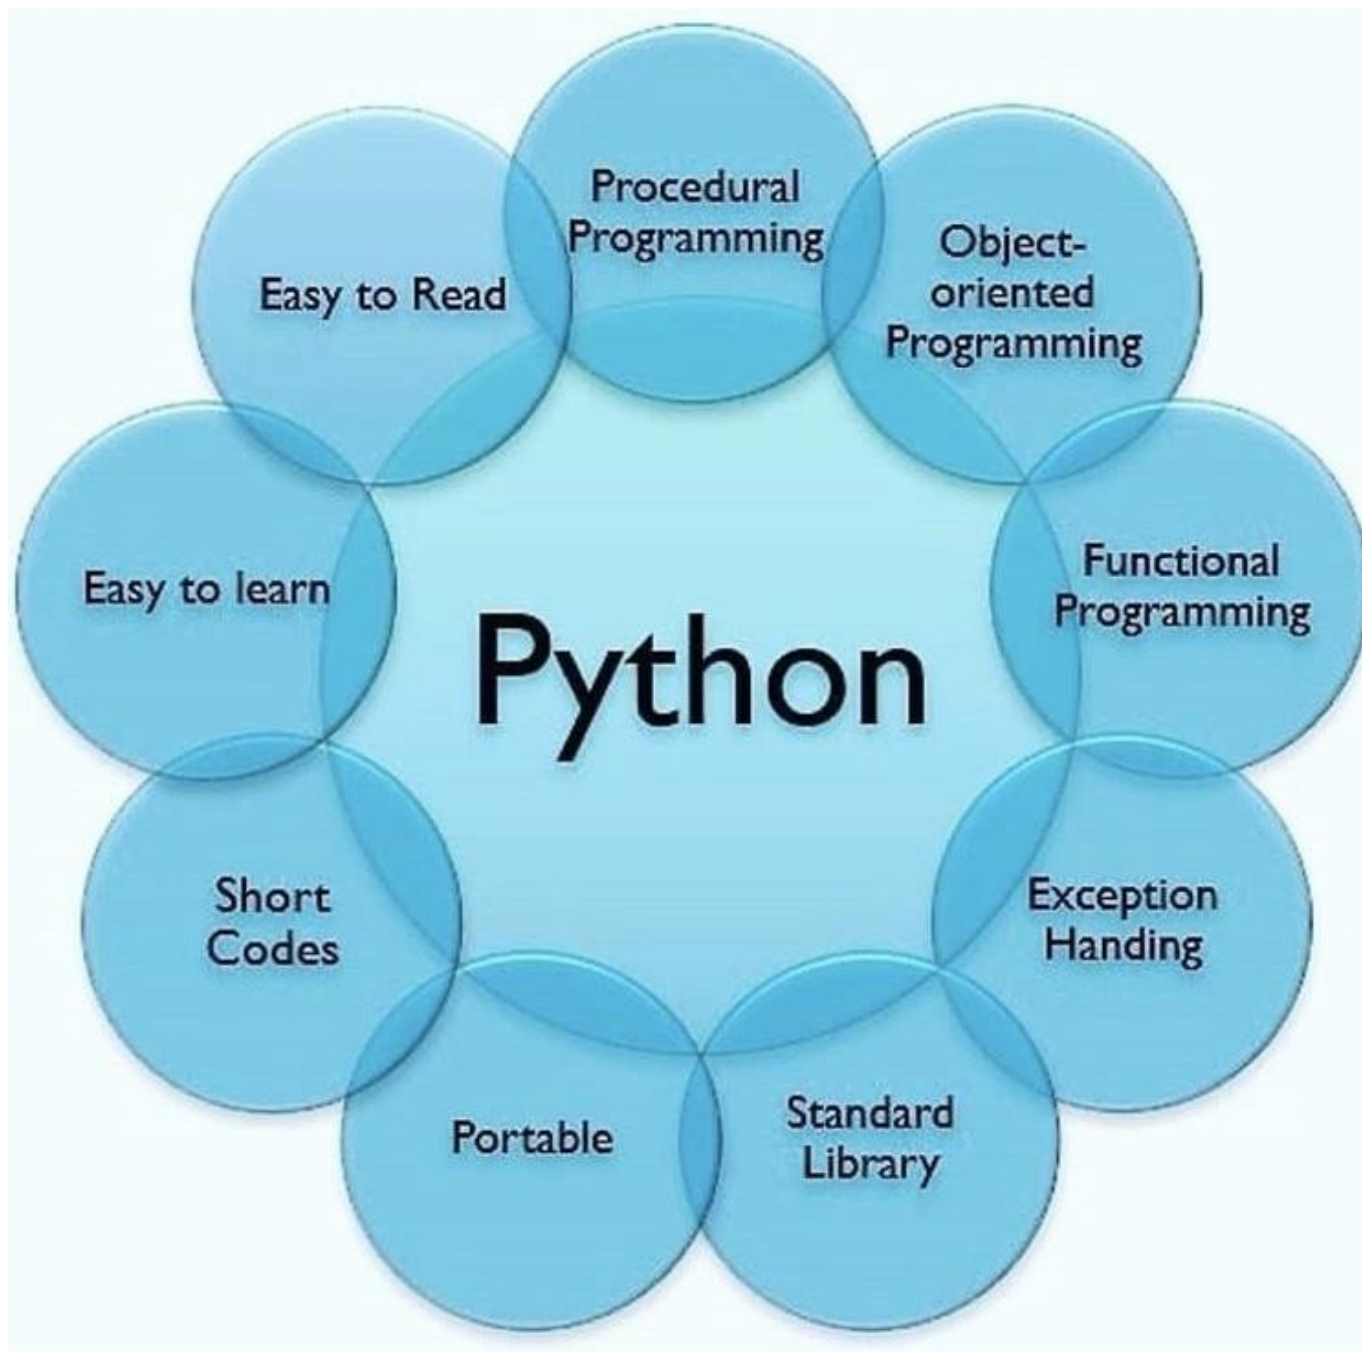 Procedural
Programming
Object-
oriented
Programming
Functional
Programming
Exception
Handing
Standard
Library
Portable
Short
Codes
Easy to learn
Easy to Read
Python